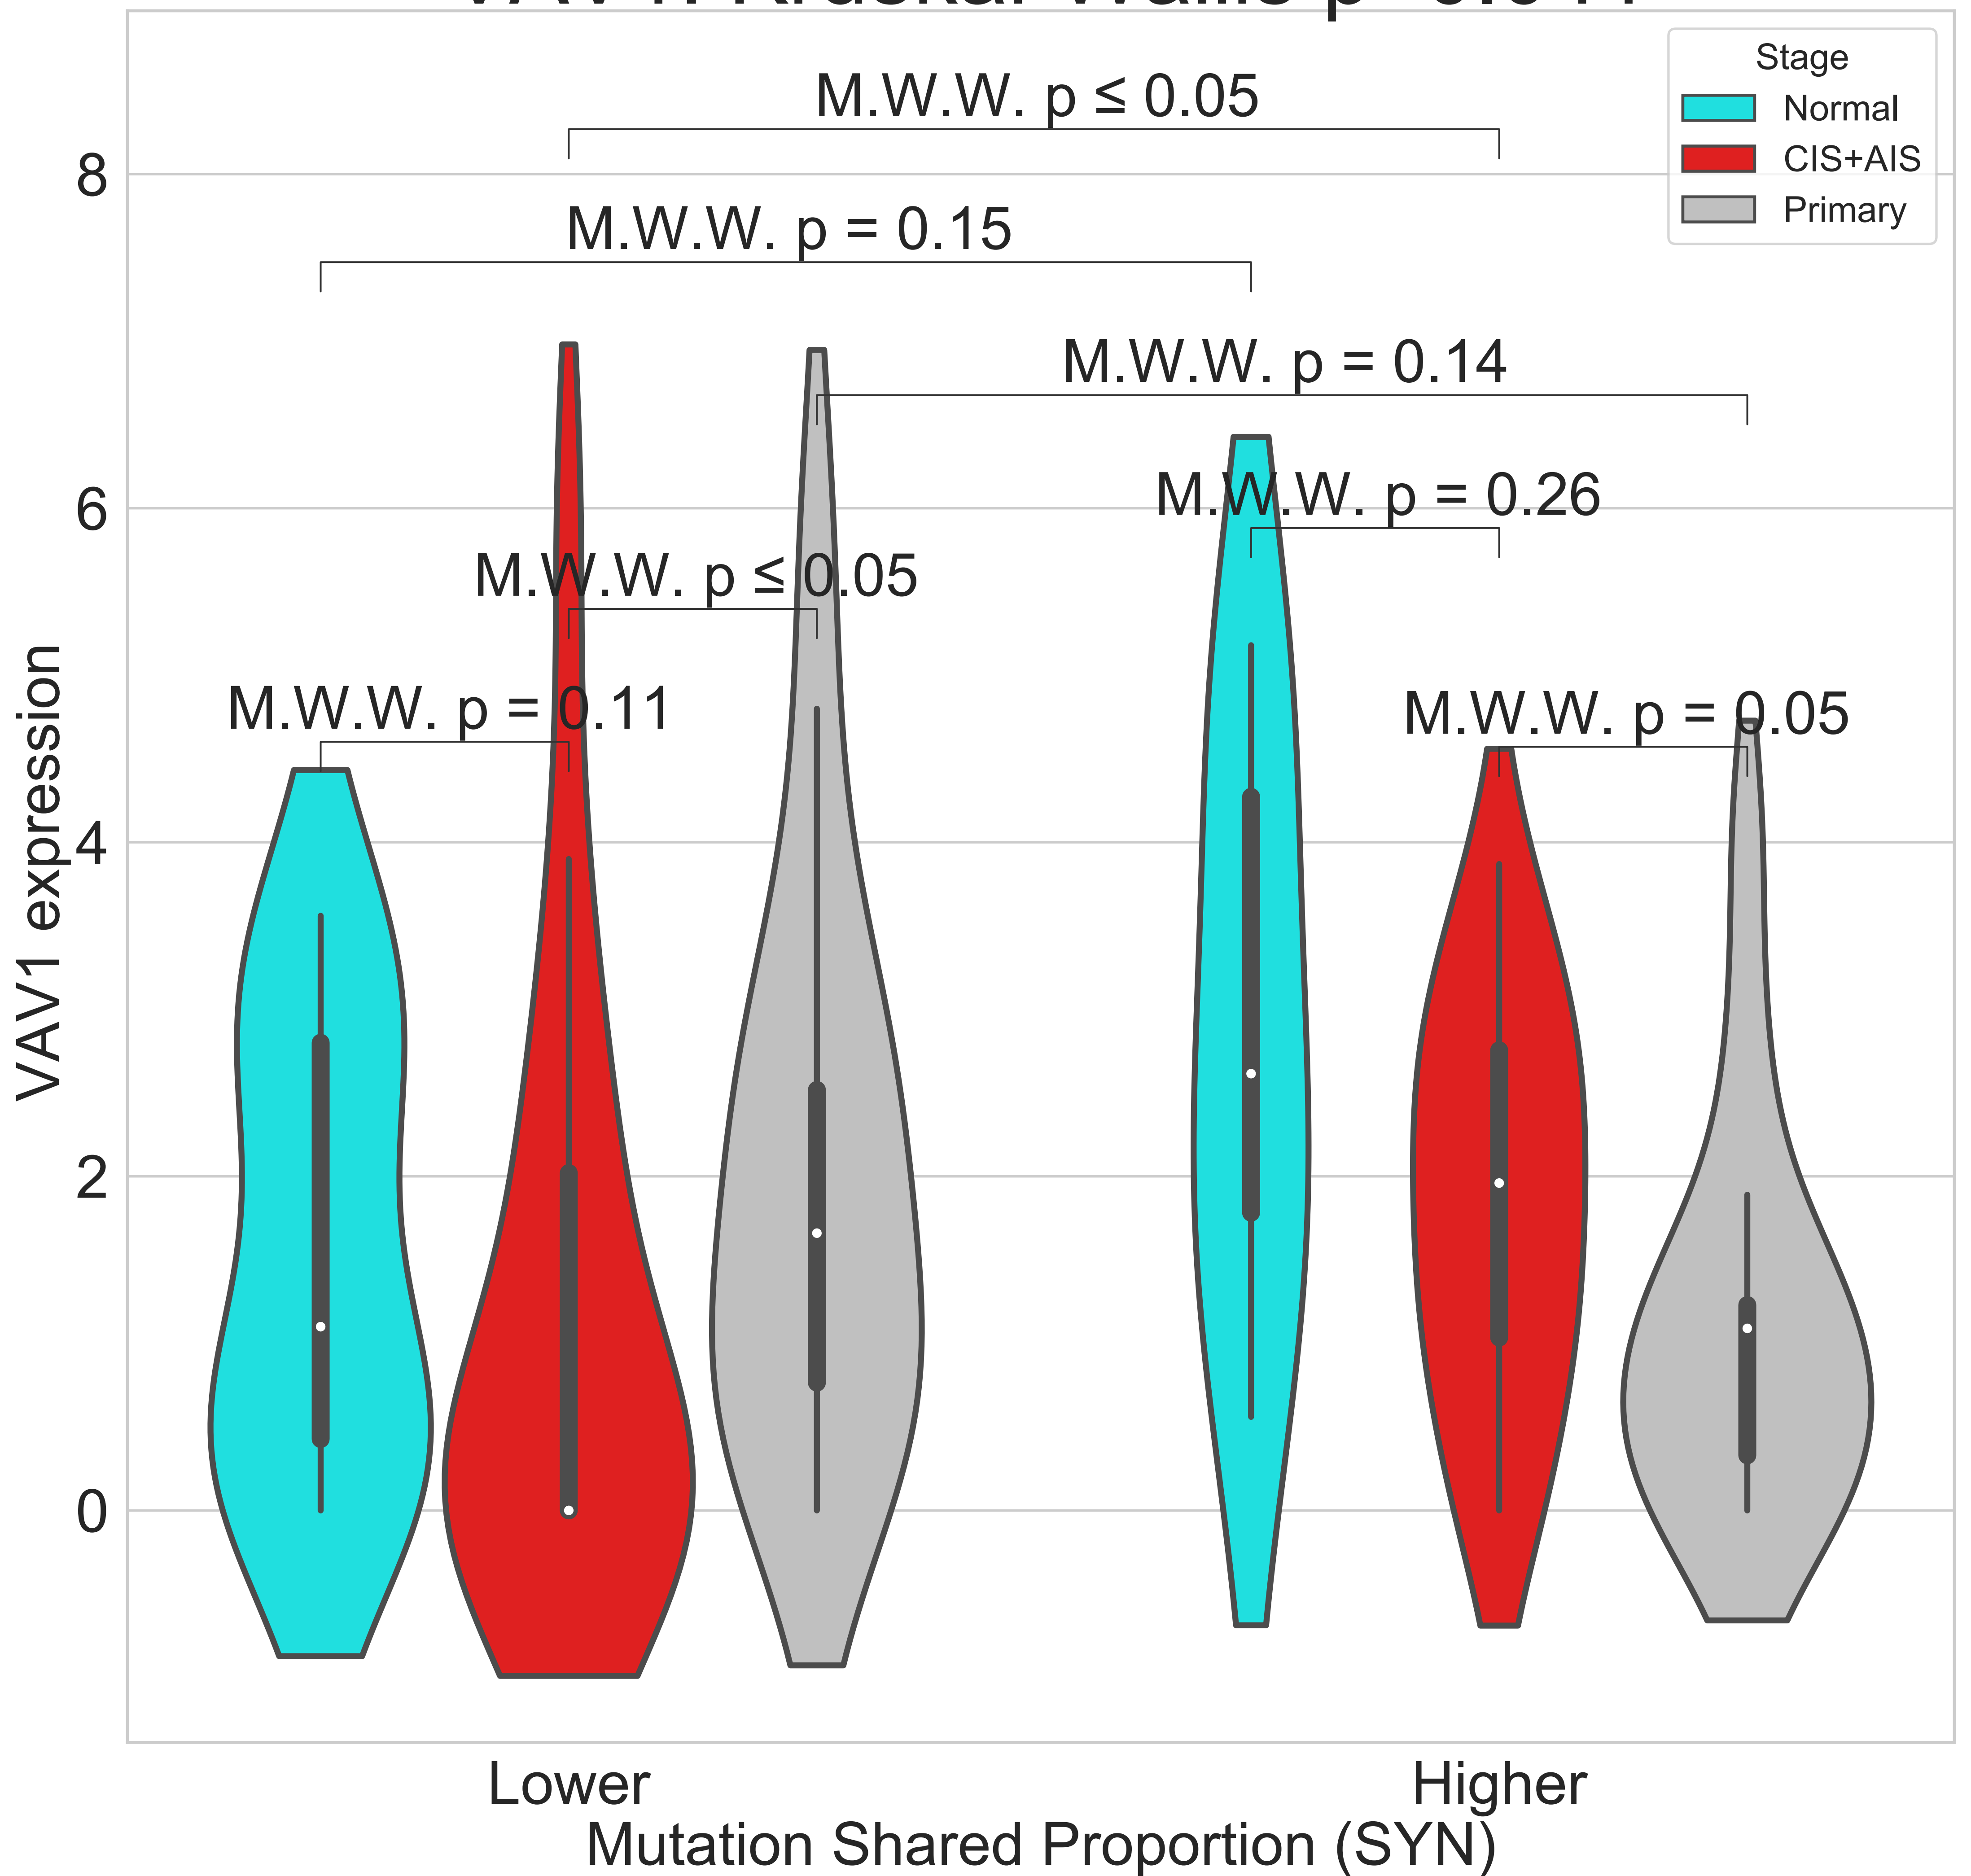 Stage
Normal
CIS+AIS
Primary
M.W.W. p ≤ 0.05
M.W.W. p = 0.15
M.W.W. p = 0.14
M.W.W. p = 0.26
M.W.W. p ≤ 0.05
M.W.W. p = 0.11
M.W.W. p = 0.05
8
6
4
2
0
VAV1 expression
Lower
Higher
Mutation Shared Proportion (SYN)